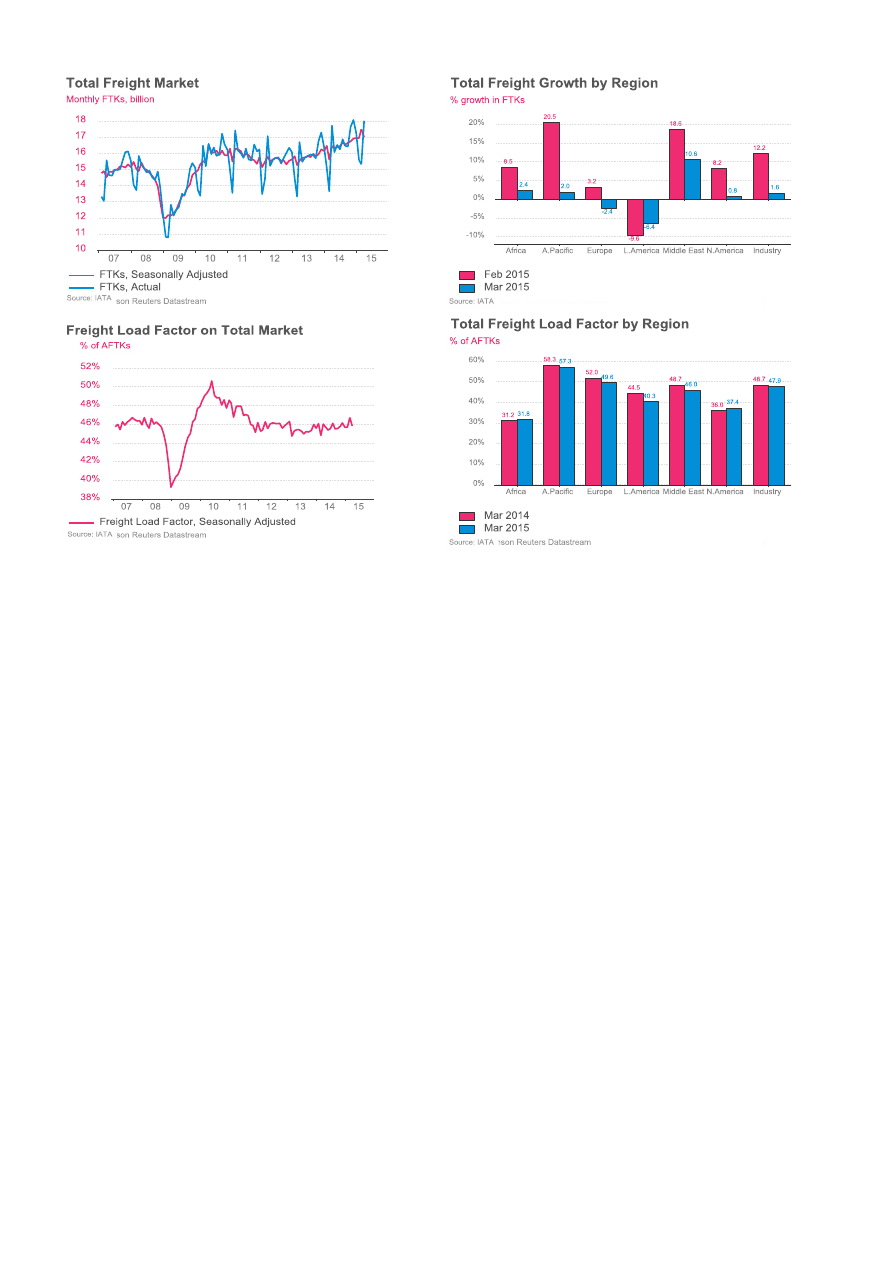 Total Freight Market
Monthly FTKs, billion
18
17
16
15
14
13
12
11
10
07 08 09 10 11 12 13 14 15
FTKs, Seasonally Adjusted
FTKs, Actual
Source: IATA son Reuters Datastream
Total Freight Growth by Region
% growth in FTKs
20%
15%
10%
5%
0%
-5%
-10%
8.5 2.4 20.5 2.0 3.2 -2.4 -9.6 -6.4 18.6 10.6 8.2 0.8 12.2 1.6
Africa A.Pacific Europe L.America Middle East N.America Industry
Feb 2015
Mar 2015
Source: IATA
Freight Load Factor on Total Market
% of AFTKs
52%
50%
48%
46%
44%
42%
40%
38%
07 08 09 10 11 12 13 14 15
Freight Load Factor, Seasonally Adjusted
Source: IATA son Reuters Datastream
Total Freight Load Factor by Region
% of AFTKs
60%
50%
40%
30%
20%
10%
0%
31.2 31.8 58.3 57.3 52.0 49.6 44.5 40.3 48.7 46.0 36.0 37.4 48.7 47.9
Africa A.Pacific Europe L.America Middle East N.America Industry
Mar 2014
Mar 2015
Source: IATA son Reuters Datastream